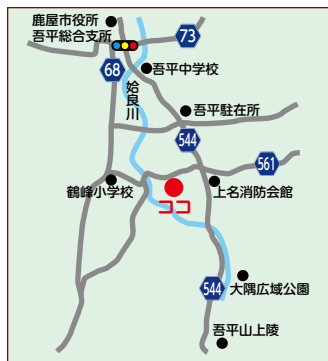 鹿屋市役所
吾平総合支所
73
68
吾平中学校
姶良川
吾平駐在所
544
561
鶴峰小学校
上名消防会館
ココ
544
大隅広域公園
吾平山上陵